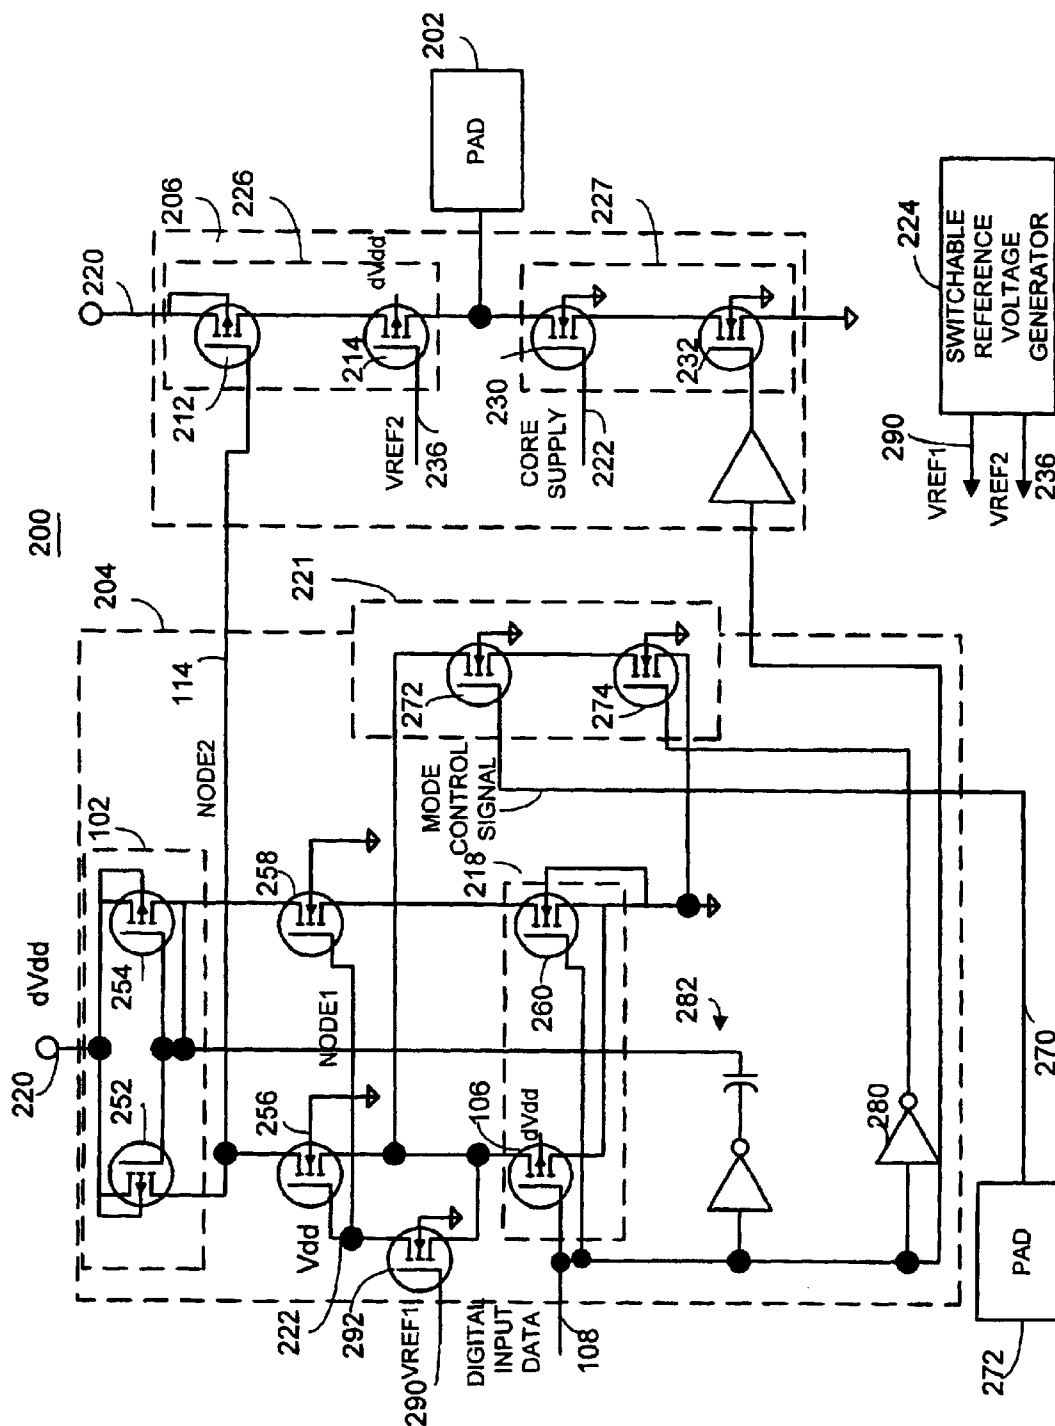 200
220
dVdd
102
252
254
204
114
NODE2
206
220
226
212
dVdd
214
VREF2
236
PAD
202
227
230
CORE
SUPPLY
222
232
256
258
Vdd
222
NODE1
292
VREF1
290
106
dVdd
218
260
221
272
274
MODE
CONTROL
SIGNAL
DIGITAL
INPUT
DATA
108
282
280
270
PAD
272
SWITCHABLE
REFERENCE
VOLTAGE
GENERATOR
224
290
VREF1
VREF2
236